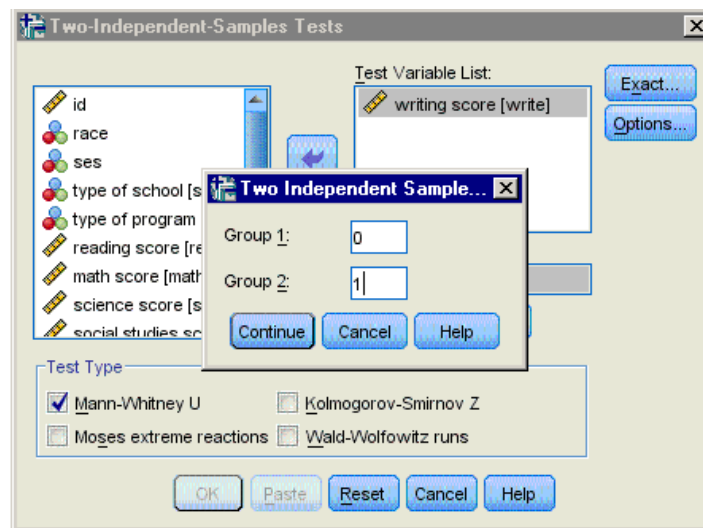 Two-Independent-Samples Tests
Test Variable List:
id
race
ses
type of school [s
type of program
reading score [re
math score [math
science score [s
social studies sc
writing score [write]
Exact...
Options...
Two Independent Sample...
Group 1: 0
Group 2: 1
Continue Cancel Help
Test Type
Mann-Whitney U Kolmogorov-Smirnov Z
Moses extreme reactions Wald-Wolfowitz runs
OK Paste Reset Cancel Help